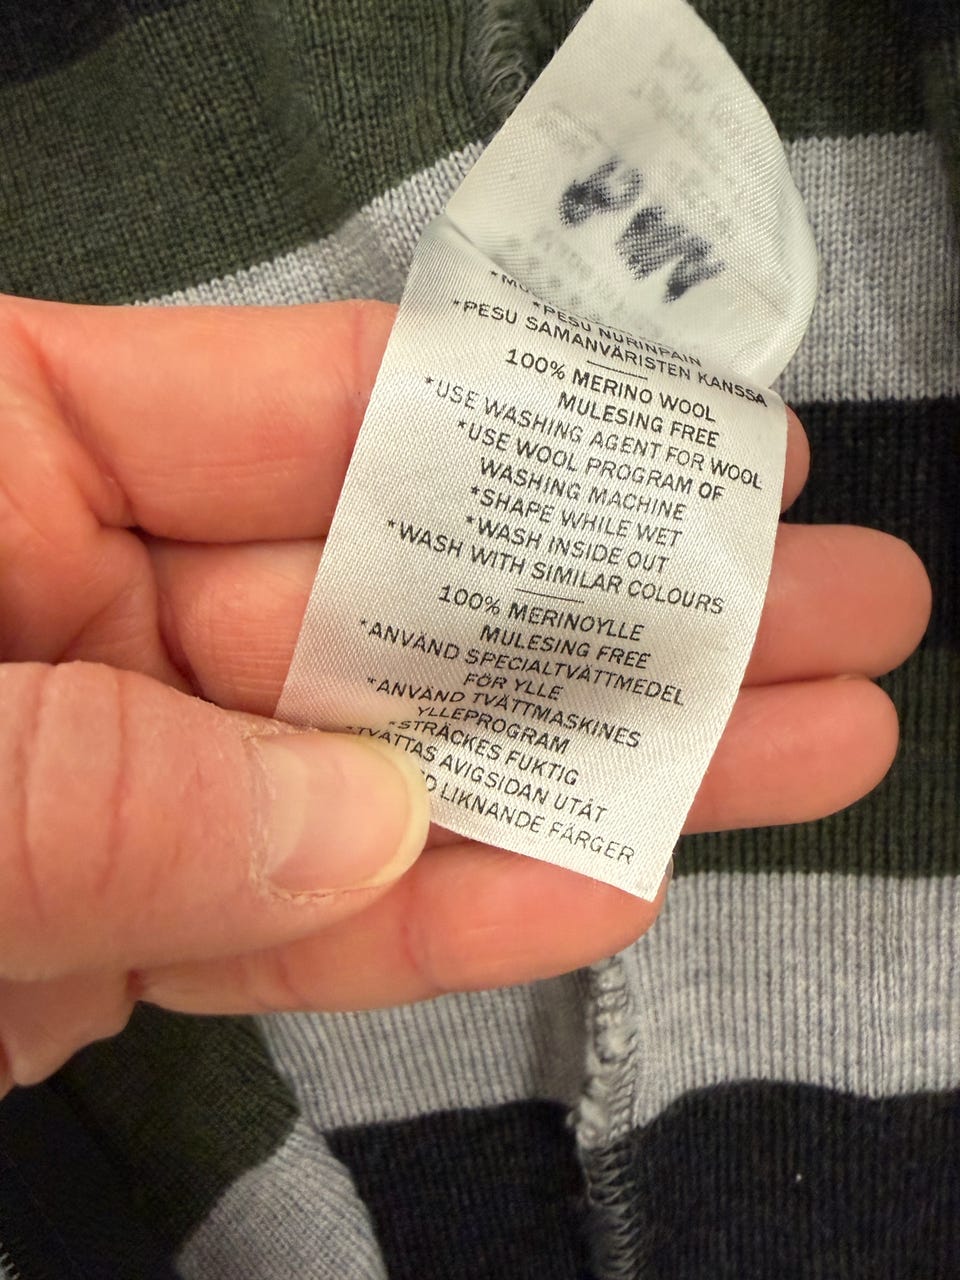 *PESU NURINPÄIN
*PESU SAMANVÄRISTEN KANSSA
100% MERINO WOOL
MULESING FREE
*USE WASHING AGENT FOR WOOL
*USE WOOL PROGRAM OF
WASHING MACHINE
*SHAPE WHILE WET
*WASH INSIDE OUT
*WASH WITH SIMILAR COLOURS
100% MERINOYLLE
MULESING FREE
*ANVÄND SPECIALTVÄTTMEDEL
FÖR YLLE
*ANVÄND TVÄTTMASKINES
YLLEPROGRAM
*STRÄCKES FUKTIG
*TVÄTTAS AVIGSIDAN UTÅT
LIKNANDE FÄRGER